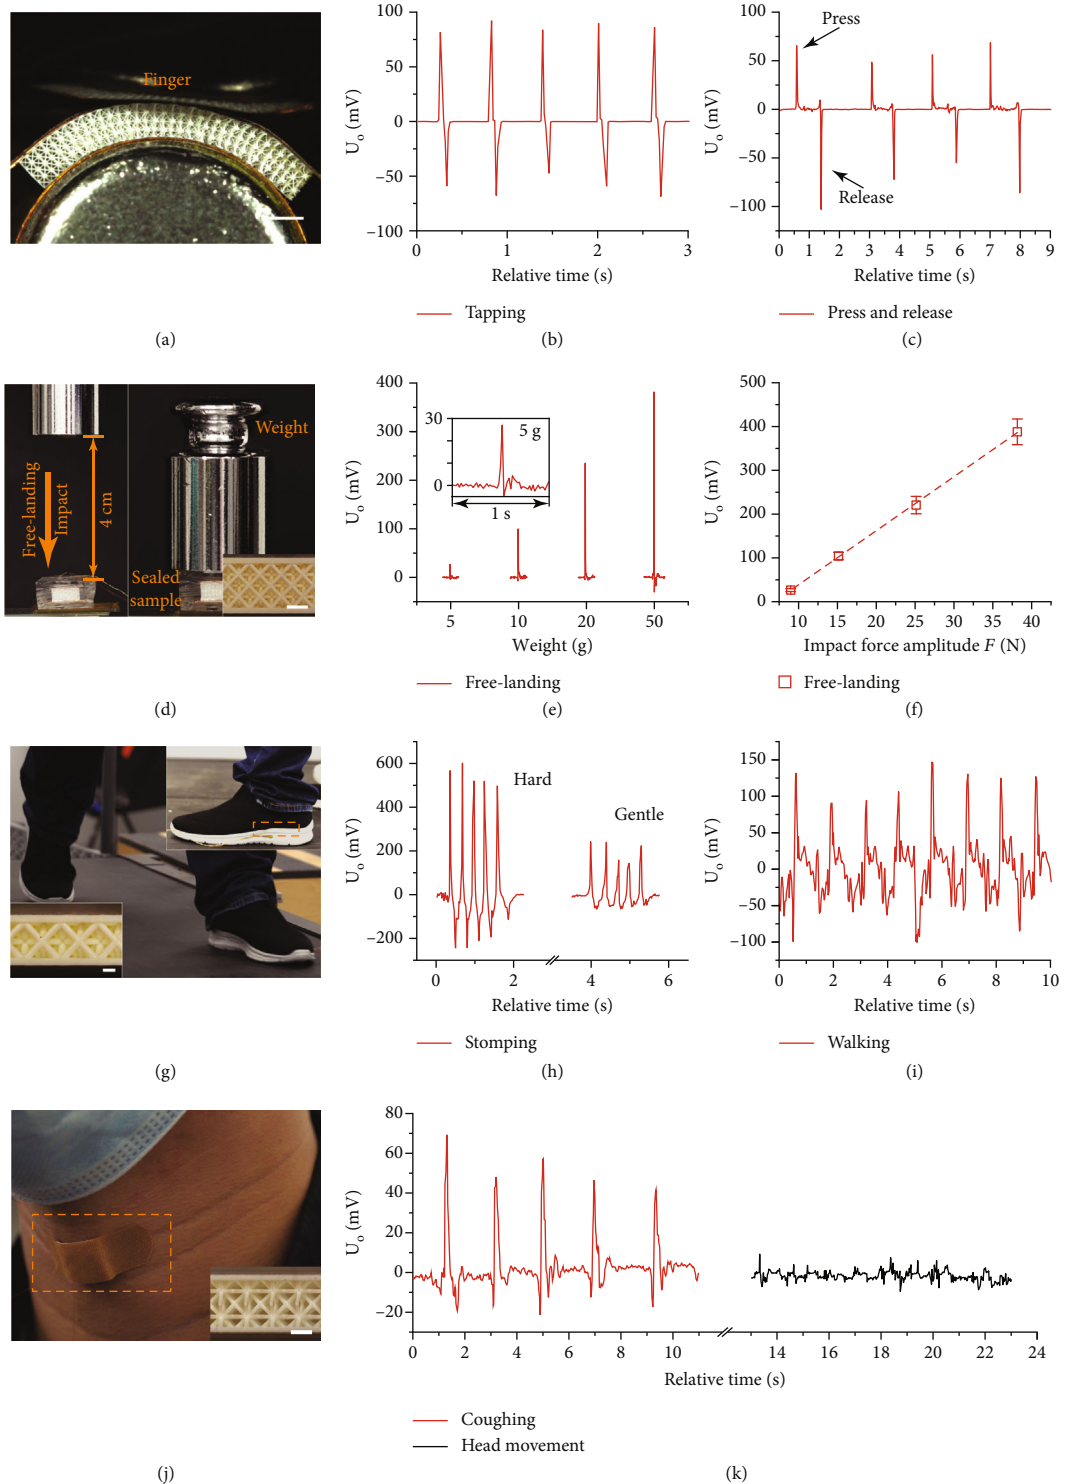 Finger
(a)
100
50
0
−50
−100
U₀ (mV)
0 1 2 3
Relative time (s)
Tapping
(b)
100
50
0
−50
−100
U₀ (mV)
Press
Release
0 1 2 3 4 5 6 7 8 9
Relative time (s)
Press and release
(c)
Free-landing
Impact
4 cm
Weight
Sealed
sample
(d)
400
300
200
100
0
U₀ (mV)
30
0
5 g
1 s
5 10 20 50
Weight (g)
Free-landing
(e)
500
400
300
200
100
0
U₀ (mV)
10 15 20 25 30 35 40
Impact force amplitude F (N)
Free-landing
(f)
(g)
600
400
200
0
−200
U₀ (mV)
Hard
Gentle
0 2 4 6
Relative time (s)
Stomping
(h)
150
100
50
0
−50
−100
U₀ (mV)
0 2 4 6 8 10
Relative time (s)
Walking
(i)
(j)
80
60
40
20
0
−20
U₀ (mV)
0 2 4 6 8 10 14 16 18 20 22 24
Relative time (s)
Coughing
Head movement
(k)